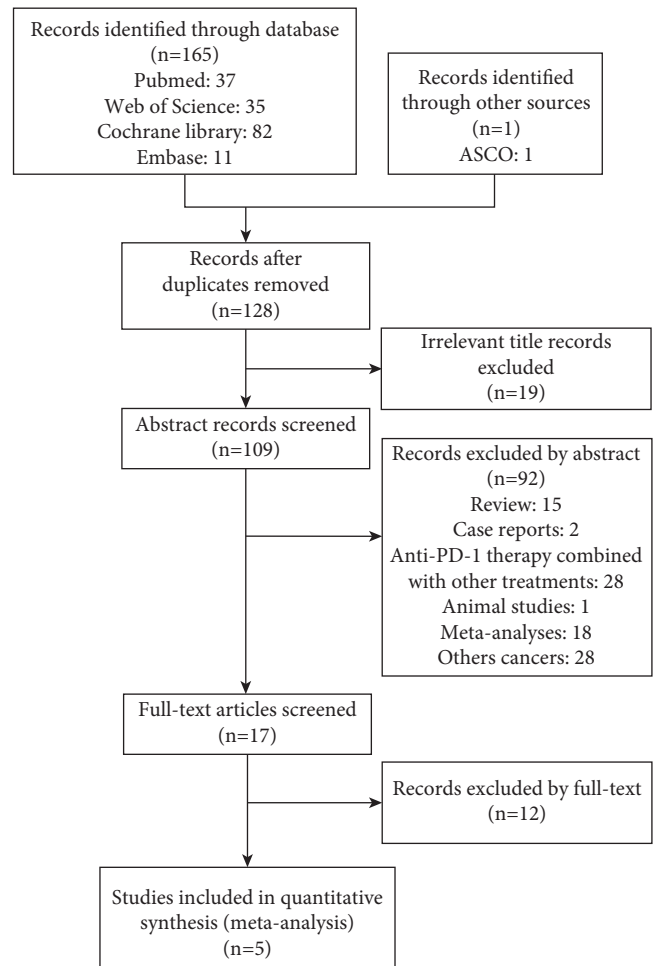 Records identified through database
(n=165)
Pubmed: 37
Web of Science: 35
Cochrane library: 82
Embase: 11
Records identified
through other sources
(n=1)
ASCO: 1
Records after
duplicates removed
(n=128)
Irrelevant title records
excluded
(n=19)
Abstract records screened
(n=109)
Records excluded by abstract
(n=92)
Review: 15
Case reports: 2
Anti-PD-1 therapy combined
with other treatments: 28
Animal studies: 1
Meta-analyses: 18
Others cancers: 28
Full-text articles screened
(n=17)
Records excluded by full-text
(n=12)
Studies included in quantitative
synthesis (meta-analysis)
(n=5)